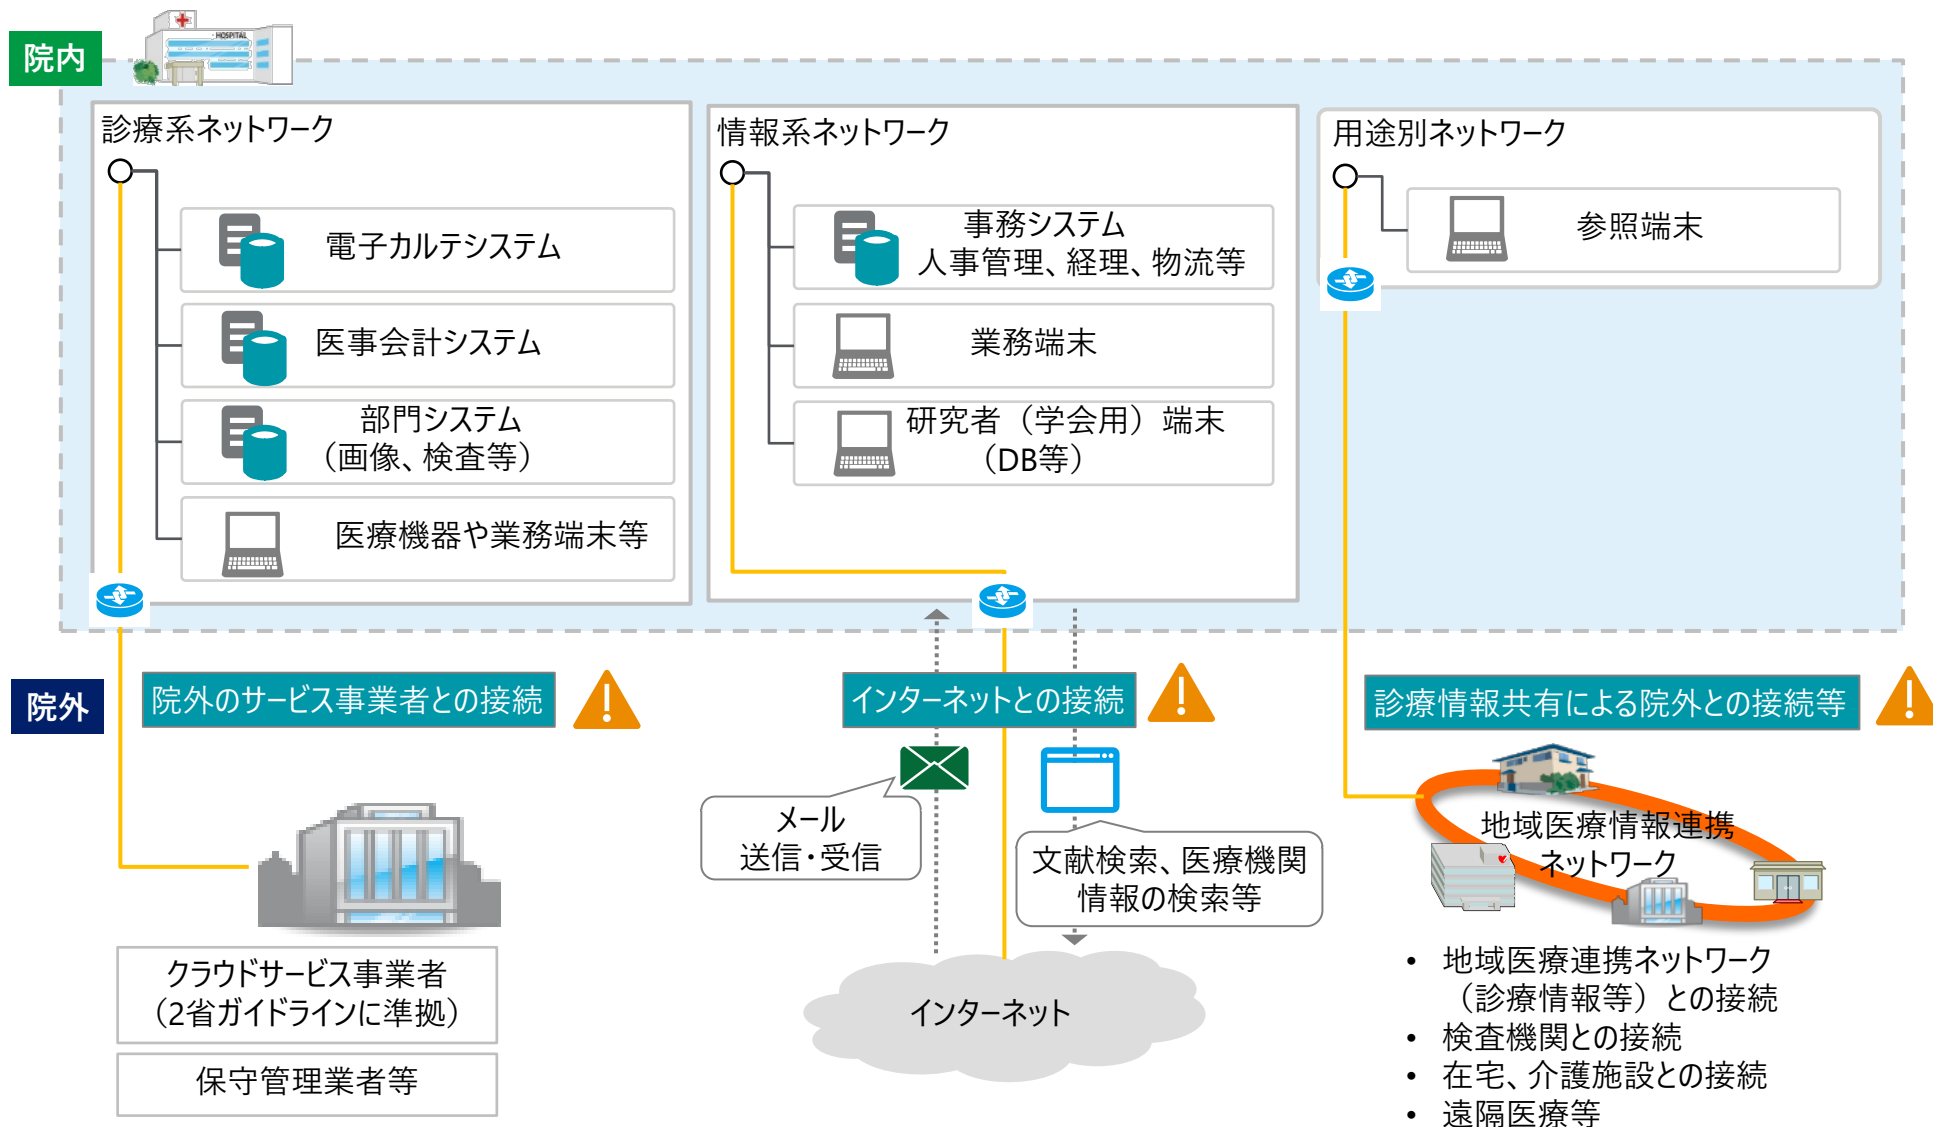 院内
HOSPITAL
診療系ネットワーク
電子カルテシステム
医事会計システム
部門システム
（画像、検査等）
医療機器や業務端末等
情報系ネットワーク
事務システム
人事管理、経理、物流等
業務端末
研究者（学会用）端末
（DB等）
用途別ネットワーク
参照端末
院外
院外のサービス事業者との接続
インターネットとの接続
診療情報共有による院外との接続等
クラウドサービス事業者
（2省ガイドラインに準拠）
保守管理業者等
メール
送信・受信
文献検索、医療機関
情報の検索等
インターネット
地域医療情報連携
ネットワーク
• 地域医療連携ネットワーク
（診療情報等）との接続
• 検査機関との接続
• 在宅、介護施設との接続
• 遠隔医療等